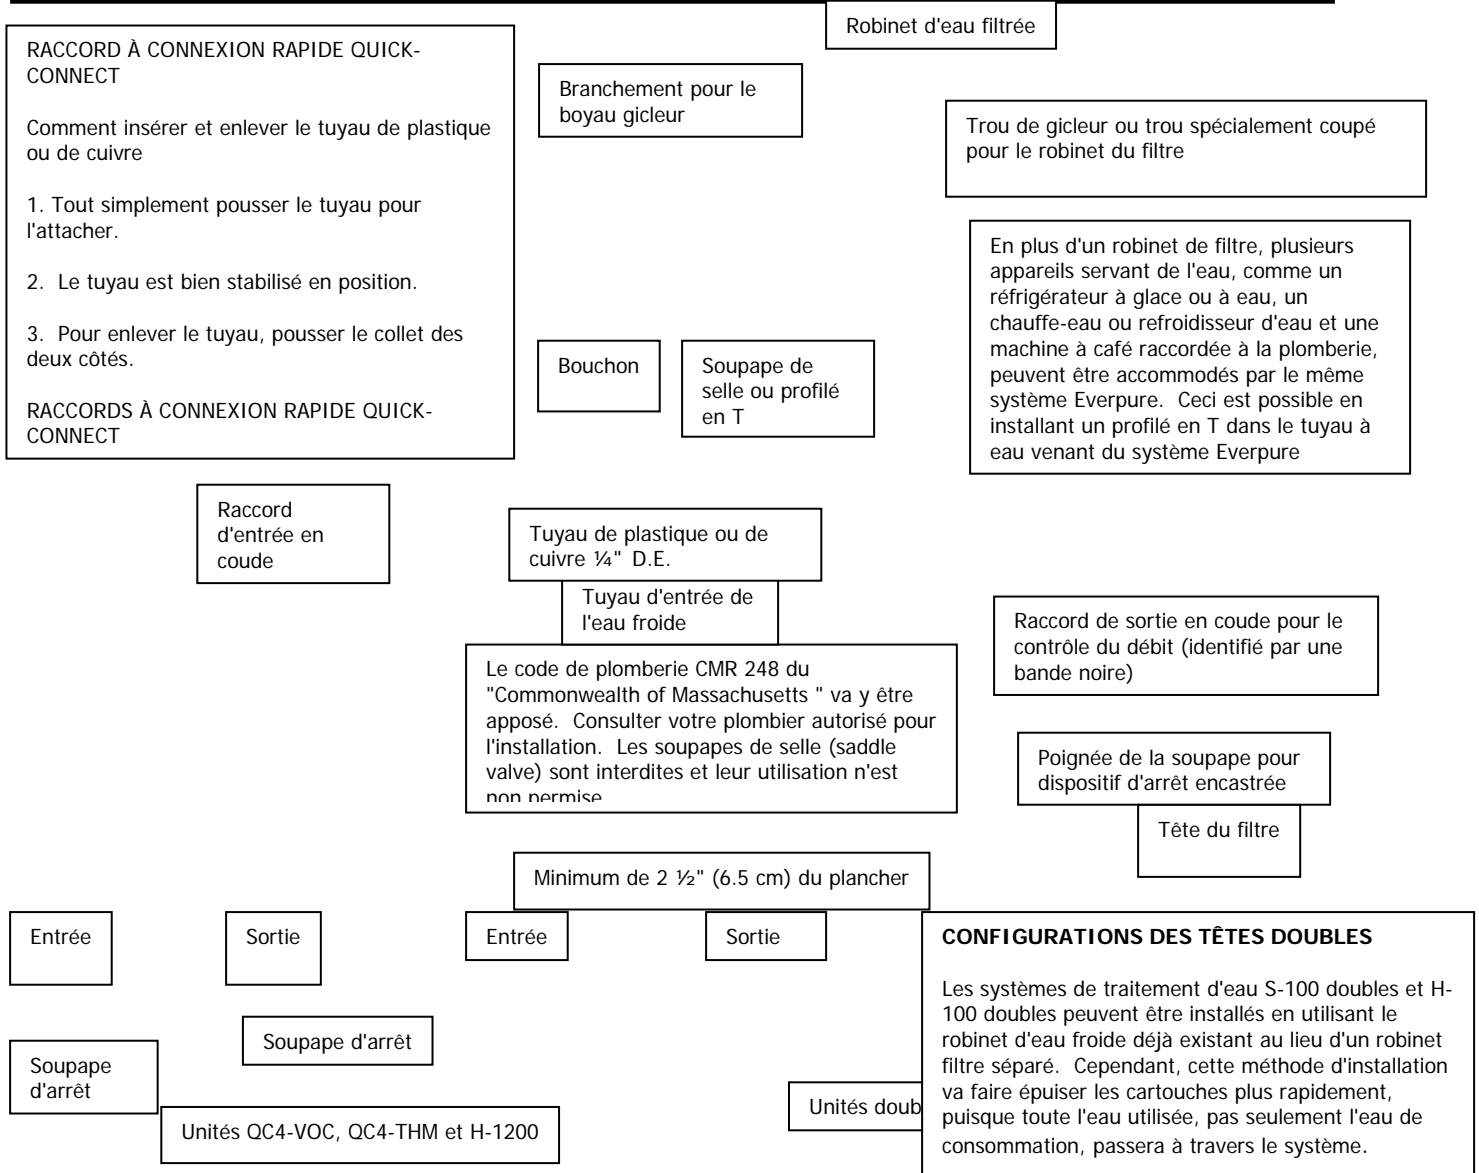 Robinet d'eau filtrée
RACCORD À CONNEXION RAPIDE QUICK-
CONNECT
Comment insérer et enlever le tuyau de plastique
ou de cuivre
1. Tout simplement pousser le tuyau pour
l'attacher.
2.  Le tuyau est bien stabilisé en position.
3.  Pour enlever le tuyau, pousser le collet des
deux côtés.
RACCORDS À CONNEXION RAPIDE QUICK-
CONNECT
Branchement pour le
boyau gicleur
Trou de gicleur ou trou spécialement coupé
pour le robinet du filtre
En plus d'un robinet de filtre, plusieurs
appareils servant de l'eau, comme un
réfrigérateur à glace ou à eau, un
chauffe-eau ou refroidisseur d'eau et une
machine à café raccordée à la plomberie,
peuvent être accommodés par le même
système Everpure.  Ceci est possible en
installant un profilé en T dans le tuyau à
eau venant du système Everpure
Bouchon
Soupape de
selle ou profilé
en T
Raccord
d'entrée en
coude
Tuyau de plastique ou de
cuivre ¼" D.E.
Tuyau d'entrée de
l'eau froide
Raccord de sortie en coude pour le
contrôle du débit (identifié par une
bande noire)
Le code de plomberie CMR 248 du
"Commonwealth of Massachusetts " va y être
apposé.  Consulter votre plombier autorisé pour
l'installation.  Les soupapes de selle (saddle
valve) sont interdites et leur utilisation n'est
non permise
Poignée de la soupape pour
dispositif d'arrêt encastrée
Tête du filtre
Minimum de 2 ½" (6.5 cm) du plancher
Entrée
Sortie
Entrée
Sortie
Soupape d'arrêt
Soupape
d'arrêt
Unités QC4-VOC, QC4-THM et H-1200
Unités doub
CONFIGURATIONS DES TÊTES DOUBLES
Les systèmes de traitement d'eau S-100 doubles et H-
100 doubles peuvent être installés en utilisant le
robinet d'eau froide déjà existant au lieu d'un robinet
filtre séparé.  Cependant, cette méthode d'installation
va faire épuiser les cartouches plus rapidement,
puisque toute l'eau utilisée, pas seulement l'eau de
consommation, passera à travers le système.